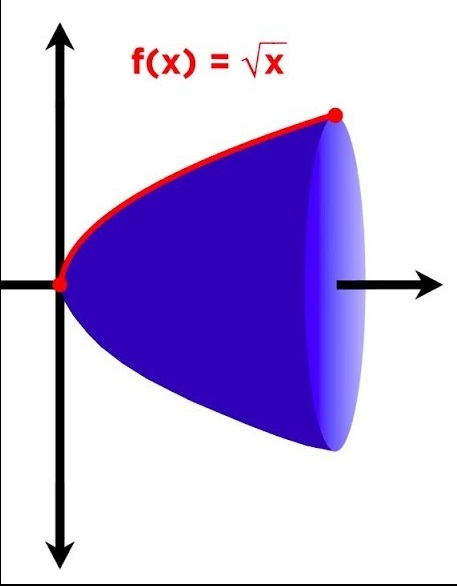 f(x) = √x